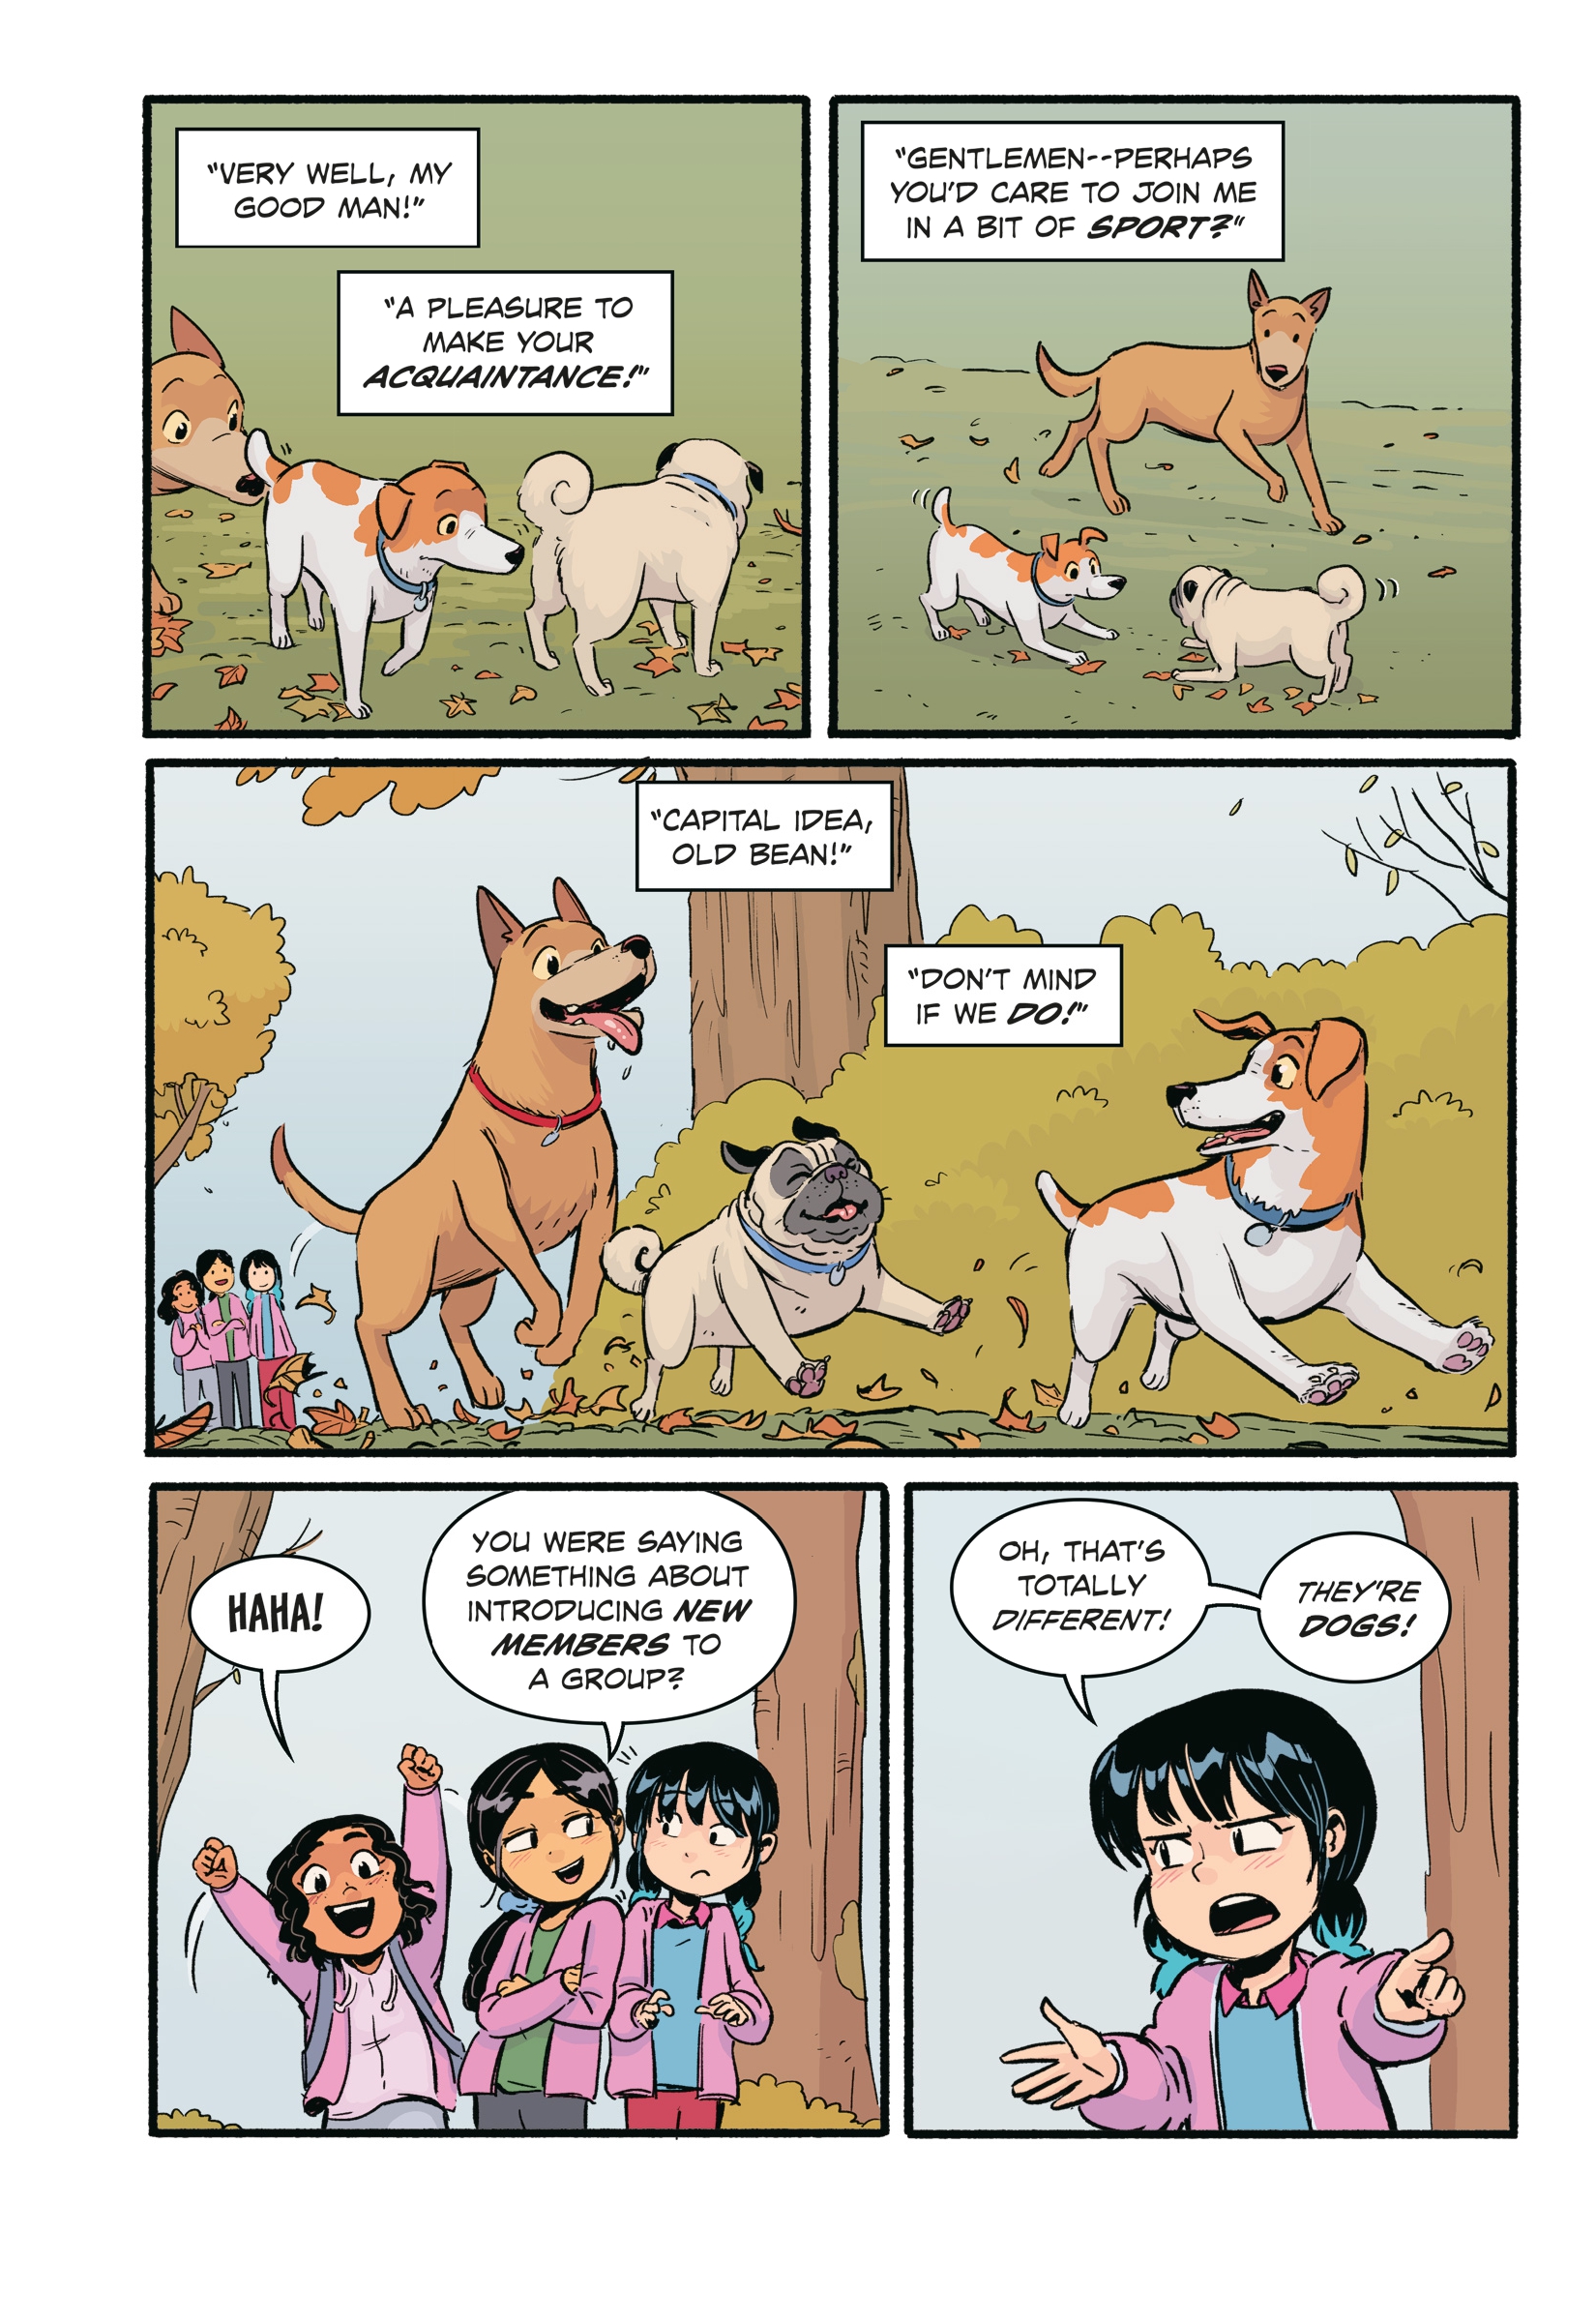 "VERY WELL, MY
GOOD MAN!"
"A PLEASURE TO
MAKE YOUR
ACQUAINTANCE!"
"GENTLEMEN--PERHAPS
YOU'D CARE TO JOIN ME
IN A BIT OF SPORT?"
"CAPITAL IDEA,
OLD BEAN!"
"DON'T MIND
IF WE DO!"
HAHA!
YOU WERE SAYING
SOMETHING ABOUT
INTRODUCING NEW
MEMBERS TO
A GROUP?
OH, THAT'S
TOTALLY
DIFFERENT!
THEY'RE
DOGS!